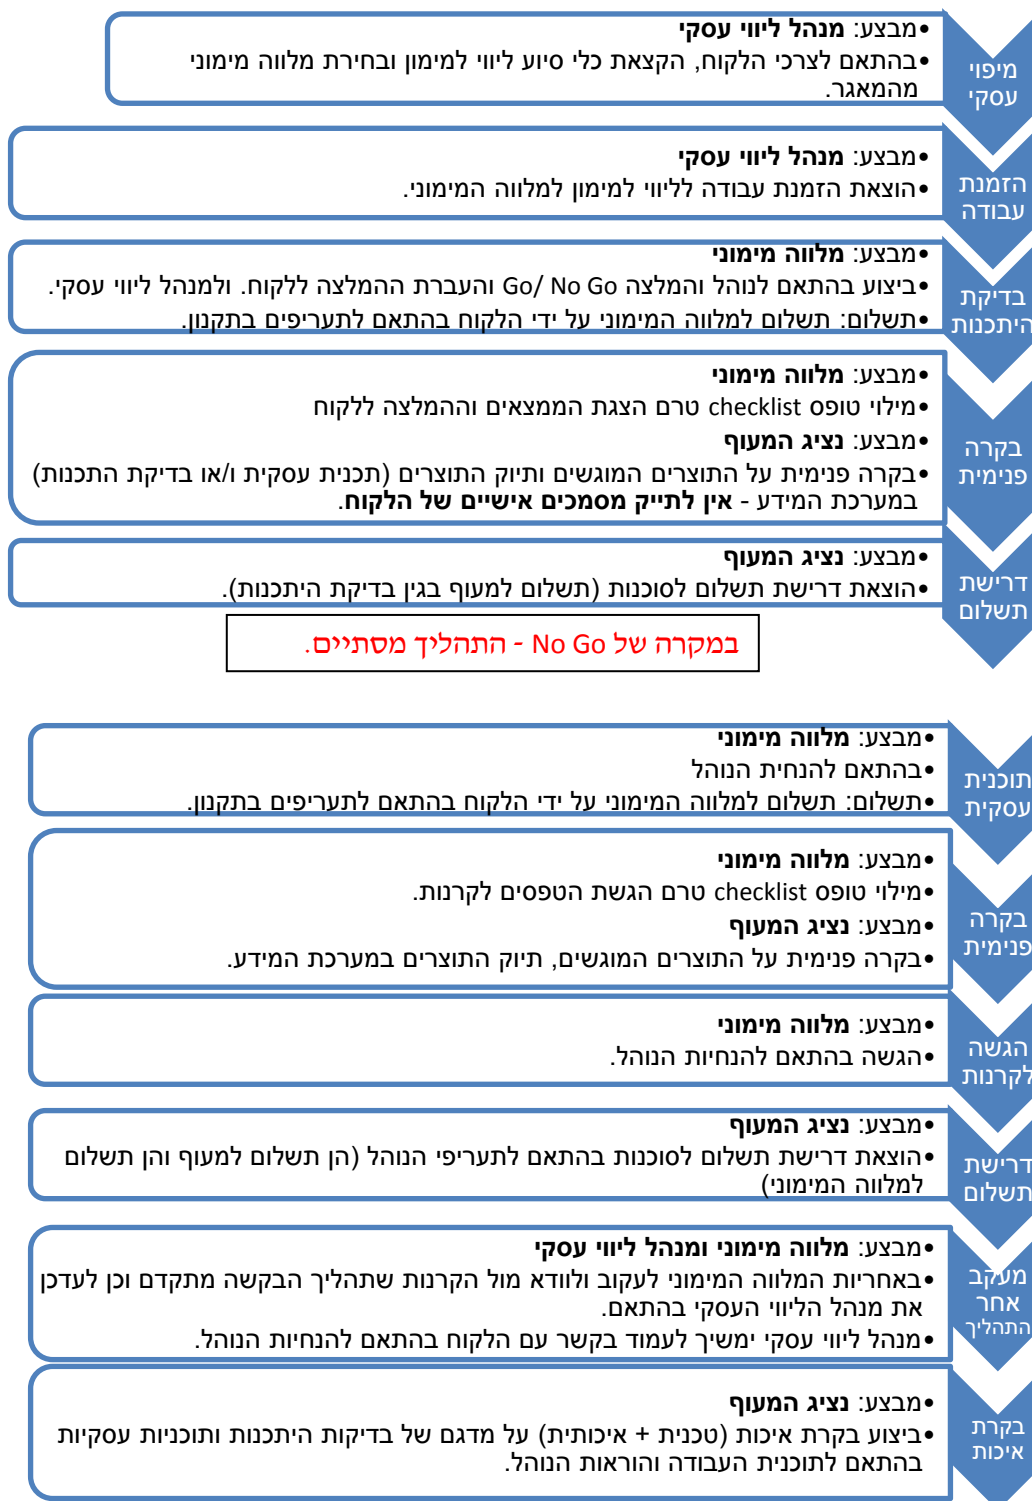 מיפוי
עסקי
•מבצע: מנהל ליווי עסקי
•בהתאם לצרכי הלקוח, הקצאת כלי סיוע ליווי למימון ובחירת מלווה מימוני
מהמאגר.
הזמנת
עבודה
•מבצע: מנהל ליווי עסקי
•הוצאת הזמנת עבודה לליווי למימון למלווה המימוני.
בדיקת
היתכנות
•מבצע: מלווה מימוני
•ביצוע בהתאם לנוהל והמלצה Go/ No Go והעברת ההמלצה ללקוח. ולמנהל ליווי עסקי.
•תשלום: תשלום למלווה המימוני על ידי הלקוח בהתאם לתעריפים בתקנון.
בקרה
פנימית
•מבצע: מלווה מימוני
•מילוי טופס checklist טרם הצגת הממצאים וההמלצה ללקוח
•מבצע: נציג המעוף
•בקרה פנימית על התוצרים המוגשים ותיוק התוצרים (תכנית עסקית ו/או בדיקת התכנות)
במערכת המידע - אין לתייק מסמכים אישיים של הלקוח.
דרישת
תשלום
•מבצע: נציג המעוף
•הוצאת דרישת תשלום לסוכנות (תשלום למעוף בגין בדיקת היתכנות).
במקרה של No Go - התהליך מסתיים.
תוכנית
עסקית
•מבצע: מלווה מימוני
•בהתאם להנחית הנוהל
•תשלום: תשלום למלווה המימוני על ידי הלקוח בהתאם לתעריפים בתקנון.
בקרה
פנימית
•מבצע: מלווה מימוני
•מילוי טופס checklist טרם הגשת הטפסים לקרנות.
•מבצע: נציג המעוף
•בקרה פנימית על התוצרים המוגשים, תיוק התוצרים במערכת המידע.
הגשה
לקרנות
•מבצע: מלווה מימוני
•הגשה בהתאם להנחיות הנוהל.
דרישת
תשלום
•מבצע: נציג המעוף
•הוצאת דרישת תשלום לסוכנות בהתאם לתעריפי הנוהל (הן תשלום למעוף והן תשלום
למלווה המימוני)
מעקב
אחר
התהליך
•מבצע: מלווה מימוני ומנהל ליווי עסקי
•באחריות המלווה המימוני לעקוב ולוודא מול הקרנות שתהליך הבקשה מתקדם וכן לעדכן
את מנהל הליווי העסקי בהתאם.
•מנהל ליווי עסקי ימשיך לעמוד בקשר עם הלקוח בהתאם להנחיות הנוהל.
בקרת
איכות
•מבצע: נציג המעוף
•ביצוע בקרת איכות (טכנית + איכותית) על מדגם של בדיקות היתכנות ותוכניות עסקיות
בהתאם לתוכנית העבודה והוראות הנוהל.